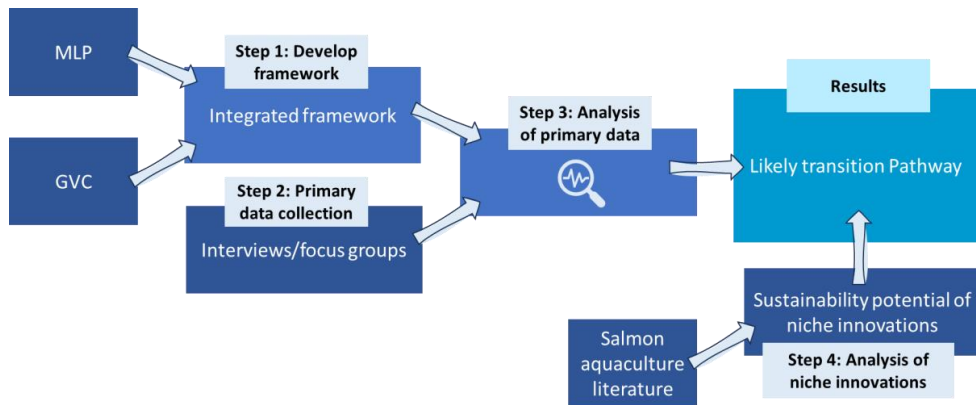 MLP
GVC
Step 1: Develop
framework
Integrated framework
Step 2: Primary
data collection
Interviews/focus groups
Step 3: Analysis
of primary data
Results
Likely transition Pathway
Salmon
aquaculture
literature
Sustainability potential of
niche innovations
Step 4: Analysis of
niche innovations